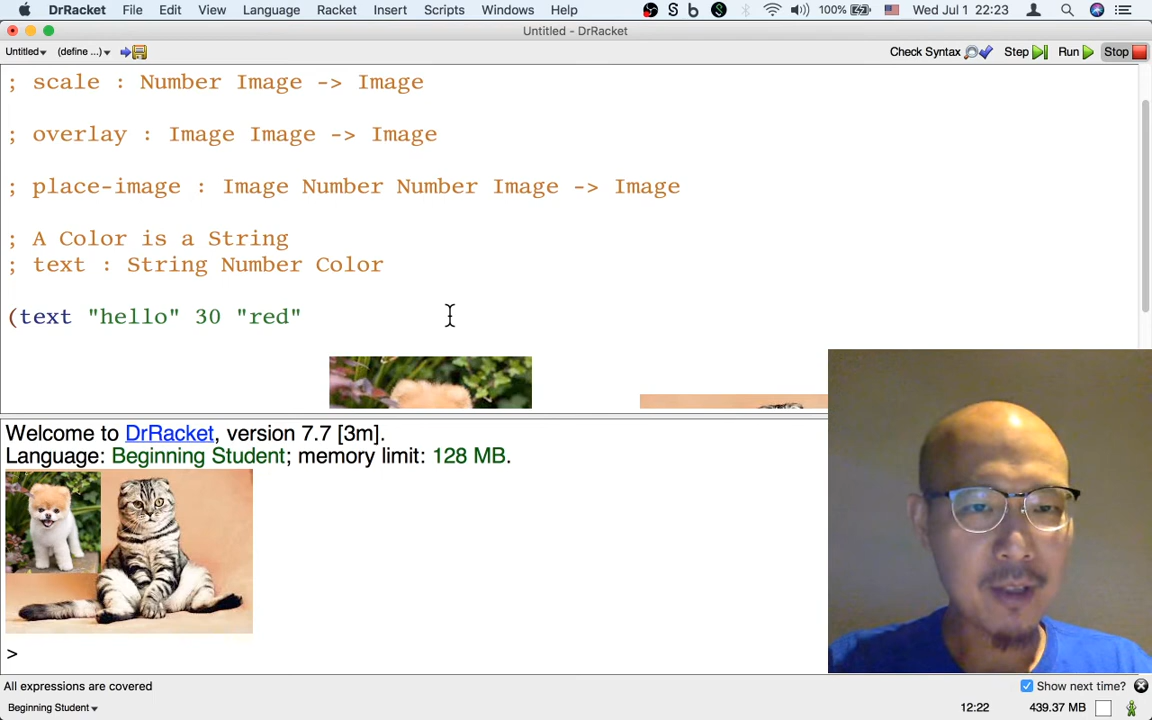 DrRacket File Edit View Language Racket Insert Scripts Windows Help 100% Wed Jul 1 22:23
Untitled - DrRacket
Untitled (define ...) Check Syntax Step Run Stop
; scale : Number Image -> Image
; overlay : Image Image -> Image
; place-image : Image Number Number Image -> Image
; A Color is a String
; text : String Number Color
(text "hello" 30 "red"
Welcome to DrRacket, version 7.7 [3m].
Language: Beginning Student; memory limit: 128 MB.
>
All expressions are covered Show next time?
Beginning Student 12:22 439.37 MB